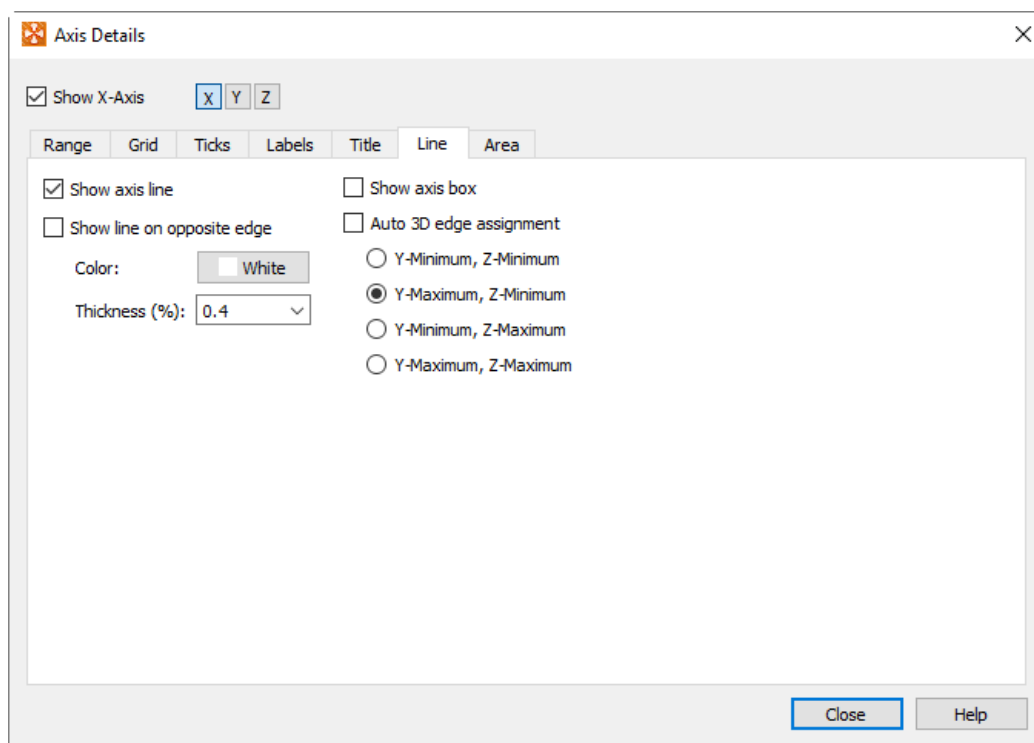 Axis Details
Show X-Axis X Y Z
Range Grid Ticks Labels Title Line Area
Show axis line
Show line on opposite edge
Color: White
Thickness (%): 0.4
Show axis box
Auto 3D edge assignment
Y-Minimum, Z-Minimum
Y-Maximum, Z-Minimum
Y-Minimum, Z-Maximum
Y-Maximum, Z-Maximum
Close Help